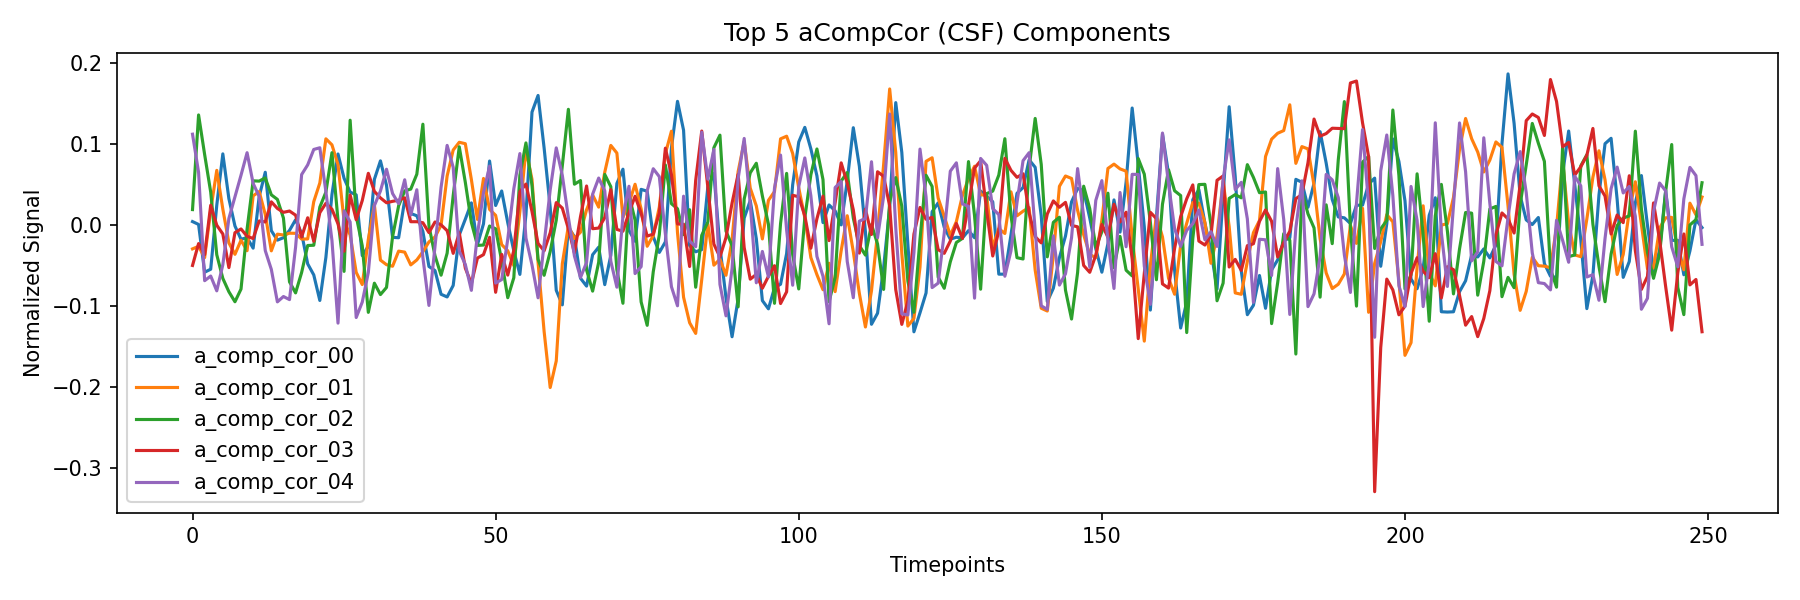 Top 5 aCompCor (CSF) Components
Normalized Signal
0.2
0.1
0.0
−0.1
−0.2
−0.3
a_comp_cor_00
a_comp_cor_01
a_comp_cor_02
a_comp_cor_03
a_comp_cor_04
0 50 100 150 200 250
Timepoints